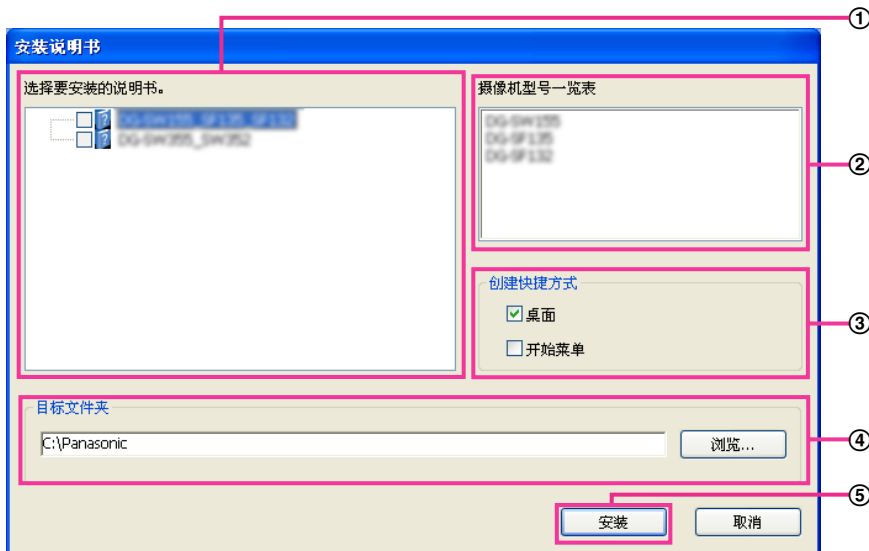 ①
安装说明书
选择要安装的说明书。
DG-SW155_SF135_SF132
DG-SW355_SW352
摄像机型号一览表
DG-SW155
DG-SF135
DG-SF132
②
创建快捷方式
桌面
开始菜单
③
目标文件夹
C:\Panasonic
浏览...
④
⑤
安装
取消